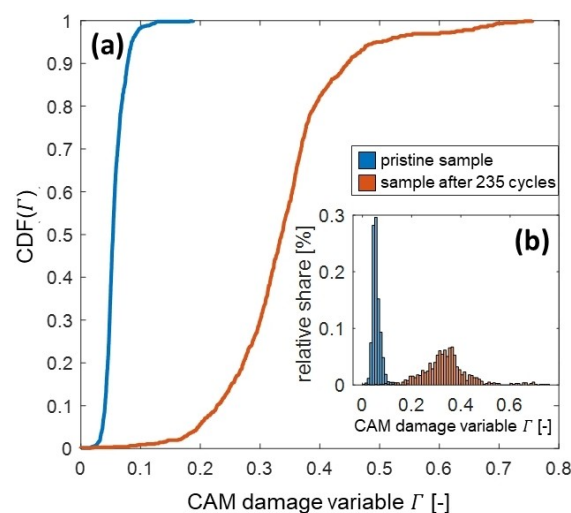 (a)
1
0.9
0.8
0.7
0.6
0.5
0.4
0.3
0.2
0.1
0
CDF(Γ)
0 0.1 0.2 0.3 0.4 0.5 0.6 0.7 0.8
CAM damage variable Γ [-]
pristine sample
sample after 235 cycles
(b)
0.3
0.2
0.1
0
relative share [%]
0 0.2 0.4 0.6
CAM damage variable Γ [-]